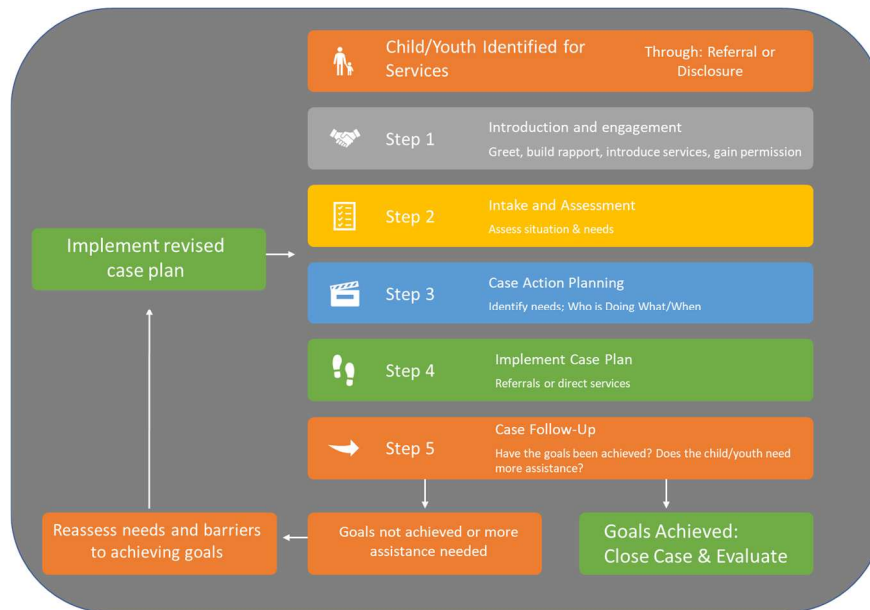 Child/Youth Identified for
Services
Through: Referral or
Disclosure
Step 1
Introduction and engagement
Greet, build rapport, introduce services, gain permission
Step 2
Intake and Assessment
Assess situation & needs
Step 3
Case Action Planning
Identify needs; Who is Doing What/When
Step 4
Implement Case Plan
Referrals or direct services
Step 5
Case Follow-Up
Have the goals been achieved? Does the child/youth need
more assistance?
Goals Achieved:
Close Case & Evaluate
Goals not achieved or more
assistance needed
Reassess needs and barriers
to achieving goals
Implement revised
case plan